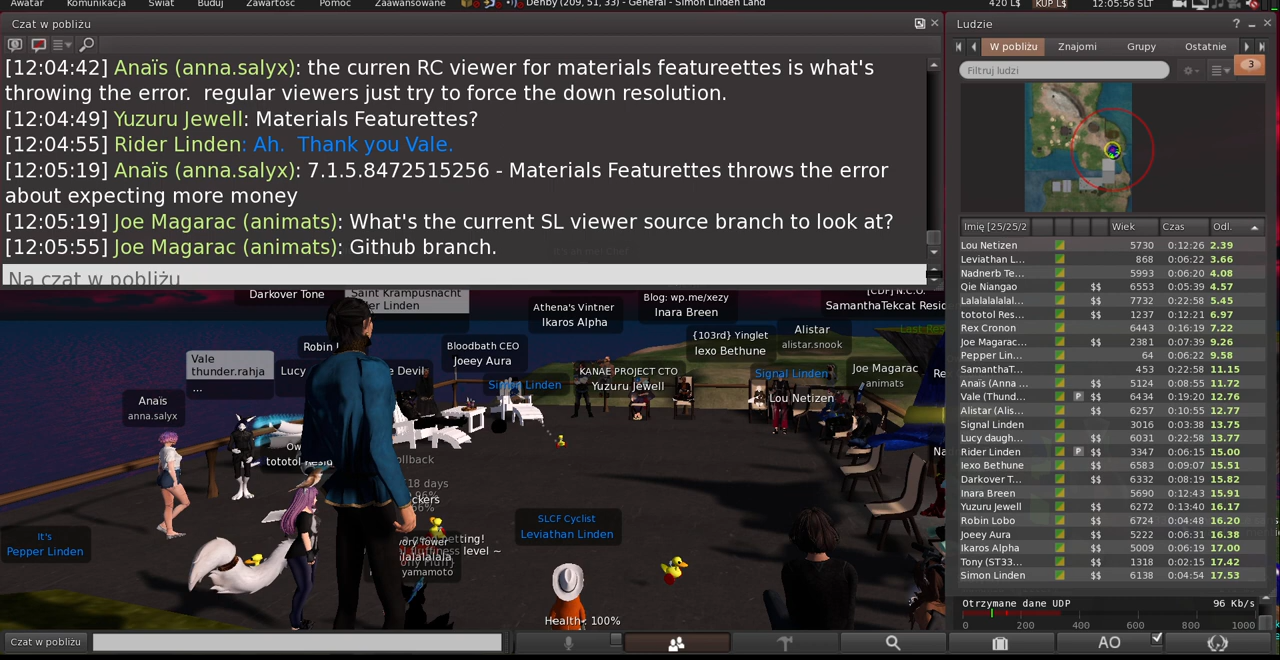 Awatar Komunikacja Świat Buduj Zawartość Pomoc Zaawansowane Denby (209, 51, 33) - General - Simon Linden Land 420 L$ KUP L$ 12:05:56 SLT
Czat w pobliżu
[12:04:42] Anaïs (anna.salyx): the curren RC viewer for materials featureettes is what's
throwing the error. regular viewers just try to force the down resolution.
[12:04:49] Yuzuru Jewell: Materials Featurettes?
[12:04:55] Rider Linden: Ah. Thank you Vale.
[12:05:19] Anaïs (anna.salyx): 7.1.5.8472515256 - Materials Featurettes throws the error
about expecting more money
[12:05:19] Joe Magarac (animats): What's the current SL viewer source branch to look at?
[12:05:55] Joe Magarac (animats): Github branch.
Na czat w pobliżu
Darkover Tone
Saint Krampusnacht
Athena's Vintner
Ikaros Alpha
Blog: wp.me/xezy
Inara Breen
SamanthaTekcat Resid
{103rd} Yinglet
Iexo Bethune
Alistar
alistar.snook
Vale
thunder.rahja
...
Robin
Lucy
Devil
Bloodbath CEO
Joeey Aura
Simon Linden
KANAE PROJECT CTO
Yuzuru Jewell
Signal Linden
Lou Netizen
Joe Magarac
animats
Anaïs
anna.salyx
tototol Resid
18 days
It's
Pepper Linden
SLCF Cyclist
Leviathan Linden
level ~
yamamoto
Health: 100%
Czat w pobliżu
Ludzie
W pobliżu Znajomi Grupy Ostatnie
Filtruj ludzi
3
Imię [25/25/2 Wiek Czas Odl.
Lou Netizen 5730 0:12:26 2.39
Leviathan L... 868 0:06:22 3.66
Nadnerb Te... 5993 0:06:20 4.08
Qie Niangao $$ 6553 0:05:39 4.57
Lalalalalalal... $$ 7732 0:22:58 5.45
tototol Res... $$ 1237 0:12:21 6.97
Rex Cronon 6443 0:16:19 7.22
Joe Magarac... $$ 2381 0:07:39 9.26
Pepper Lin... 64 0:06:22 9.58
SamanthaT... 453 0:22:58 11.15
Anaïs (Anna ... $$ 5124 0:08:55 11.72
Vale (Thund... P $$ 6434 0:19:20 12.76
Alistar (Alis... $$ 6257 0:10:55 12.77
Signal Linden 3016 0:03:38 13.75
Lucy daugh... $$ 6031 0:22:58 13.77
Rider Linden P $$ 3347 0:06:15 15.00
Iexo Bethune $$ 6583 0:09:07 15.51
Darkover T... $$ 6332 0:08:19 15.82
Inara Breen 5690 0:12:43 15.91
Yuzuru Jewell $$ 6272 0:13:40 16.17
Robin Lobo $$ 6724 0:04:48 16.20
Joeey Aura $$ 5222 0:06:31 16.38
Ikaros Alpha $$ 5009 0:06:19 17.00
Tony (ST33... $$ 1318 0:02:15 17.42
Simon Linden $$ 6138 0:04:54 17.53
Otrzymane dane UDP 96 Kb/s
0 200 400 600 800 1000
AO